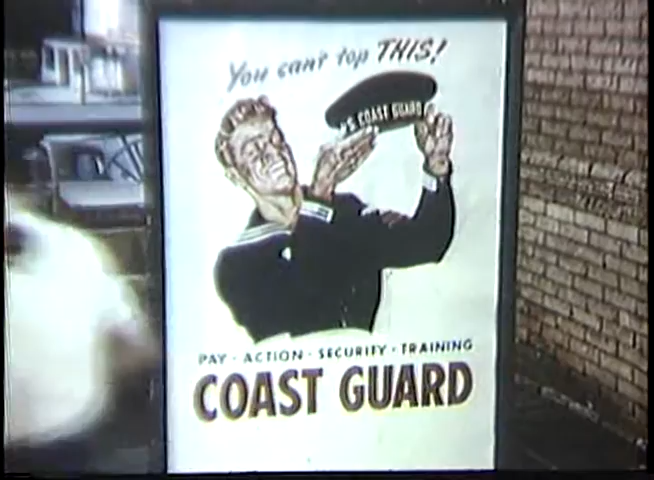 You can't top THIS!
U.S. COAST GUARD
PAY · ACTION · SECURITY · TRAINING
COAST GUARD